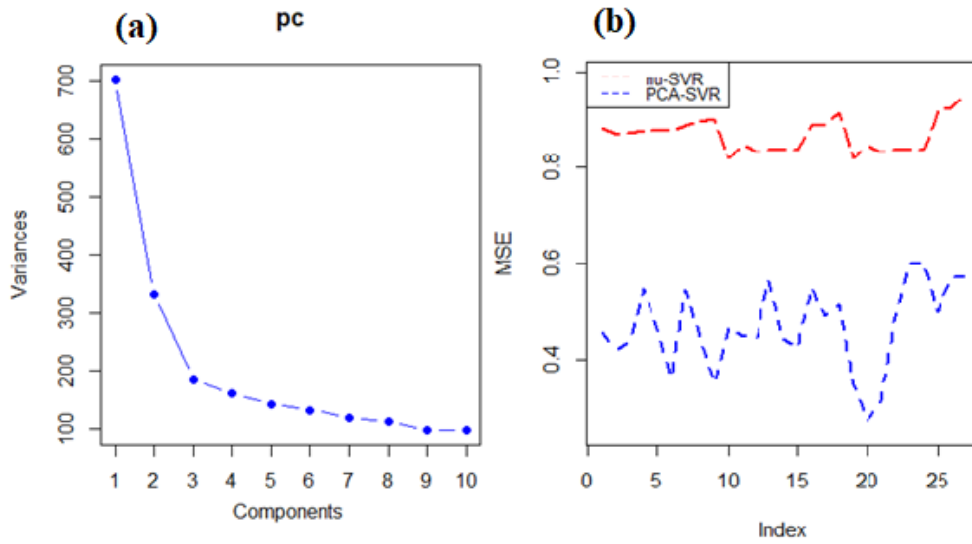 (a)
pc
700
600
500
400
300
200
100
Variances
1 2 3 4 5 6 7 8 9 10
Components
(b)
nu-SVR
PCA-SVR
1.0
0.8
0.6
0.4
MSE
0 5 10 15 20 25
Index